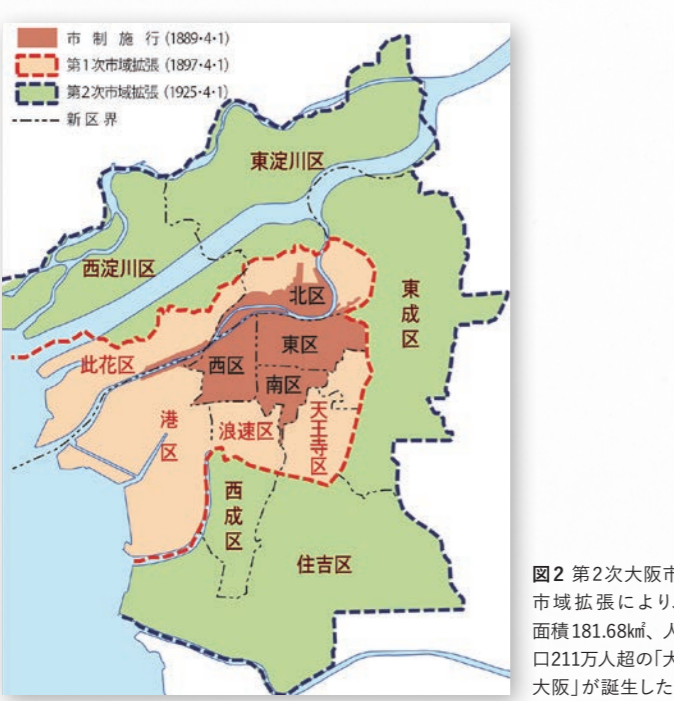 市制施行 (1889・4・1)
第1次市域拡張 (1897・4・1)
第2次市域拡張 (1925・4・1)
新区界
東淀川区
西淀川区
北区
東成区
東区
此花区
西区
南区
港区
浪速区
天王寺区
西成区
住吉区
図2 第2次大阪市
市域拡張により、
面積181.68㎢、人
口211万人超の「大
大阪」が誕生した